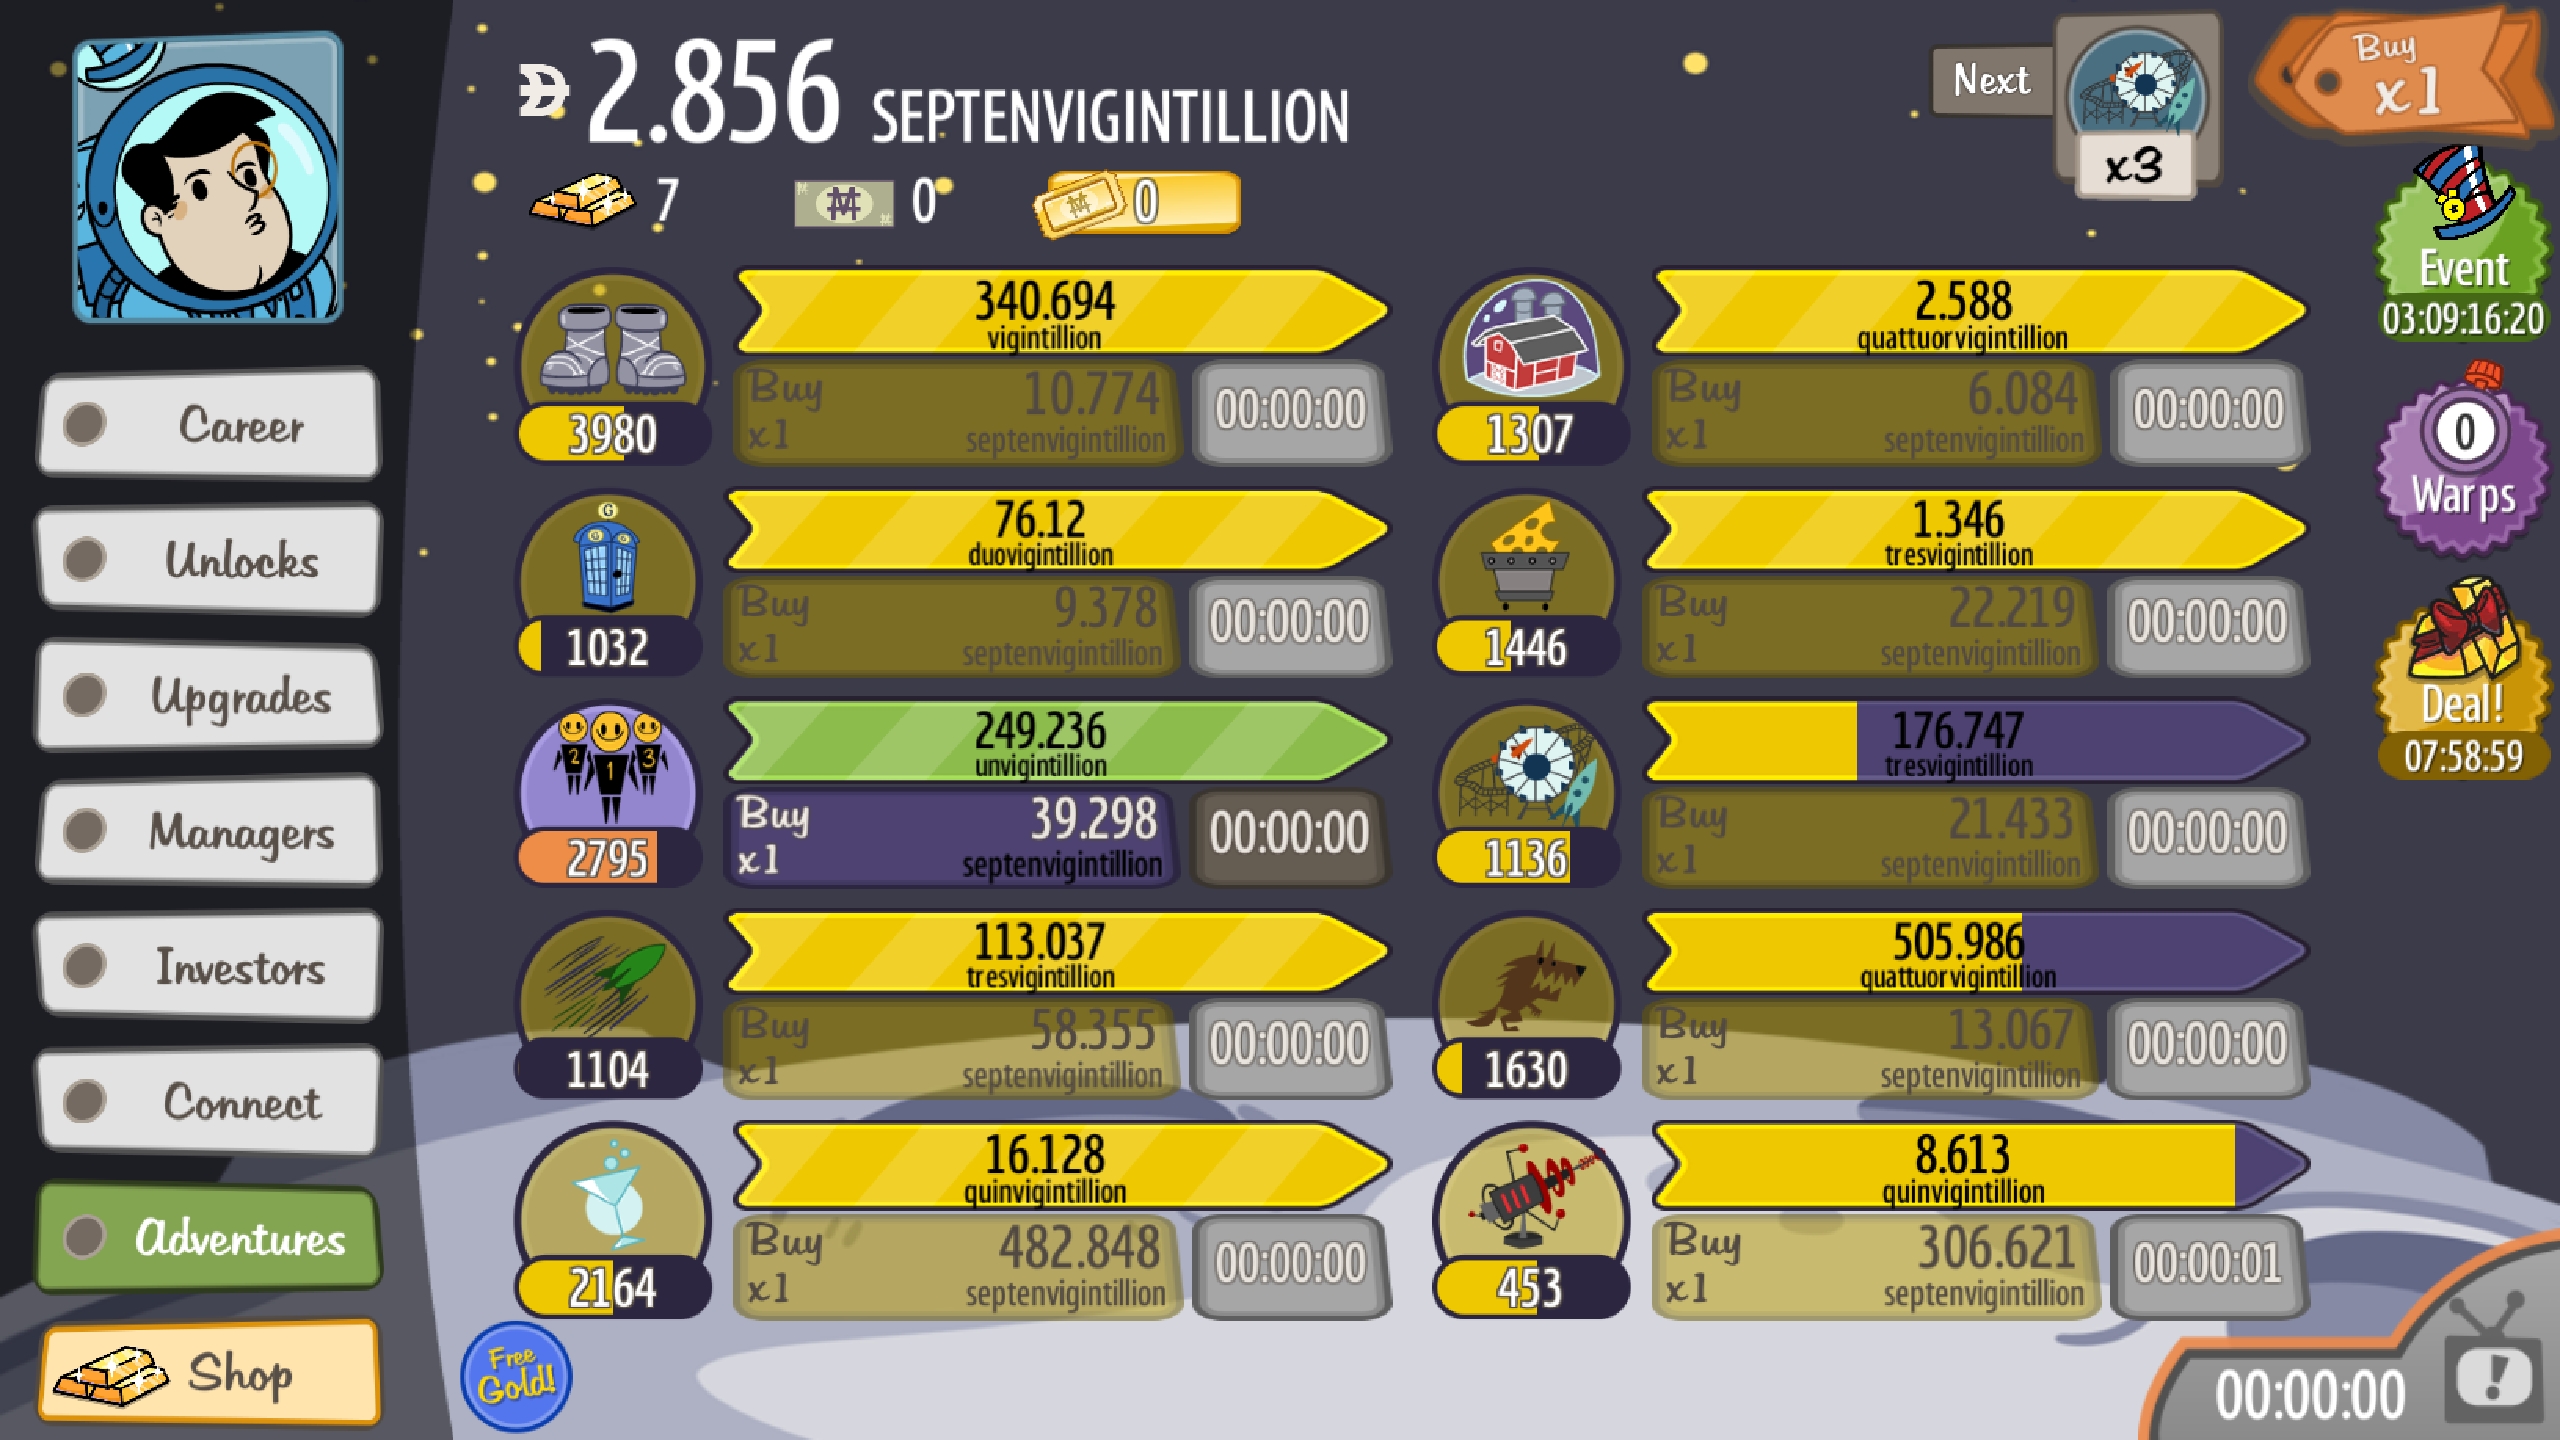 2.856 SEPTENVIGINTILLION
Next
x3
Buy
x1
7
0
0
Event
03:09:16:20
0
Warps
Deal!
07:58:59
Career
Unlocks
Upgrades
Managers
Investors
Connect
Adventures
Shop
340.694
vigintillion
3980
Buy
x1
10.774
septenvigintillion
00:00:00
2.588
quattuorvigintillion
1307
Buy
x1
6.084
septenvigintillion
00:00:00
G
76.12
duovigintillion
1032
Buy
x1
9.378
septenvigintillion
00:00:00
1.346
tresvigintillion
1446
Buy
x1
22.219
septenvigintillion
00:00:00
2 1 3
249.236
unvigintillion
2795
Buy
x1
39.298
septenvigintillion
00:00:00
176.747
tresvigintillion
1136
Buy
x1
21.433
septenvigintillion
00:00:00
113.037
tresvigintillion
1104
Buy
x1
58.355
septenvigintillion
00:00:00
505.986
quattuorvigintillion
1630
Buy
x1
13.067
septenvigintillion
00:00:00
16.128
quinvigintillion
2164
Buy
x1
482.848
septenvigintillion
00:00:00
8.613
quinvigintillion
453
Buy
x1
306.621
septenvigintillion
00:00:01
Free
Gold!
00:00:00
!